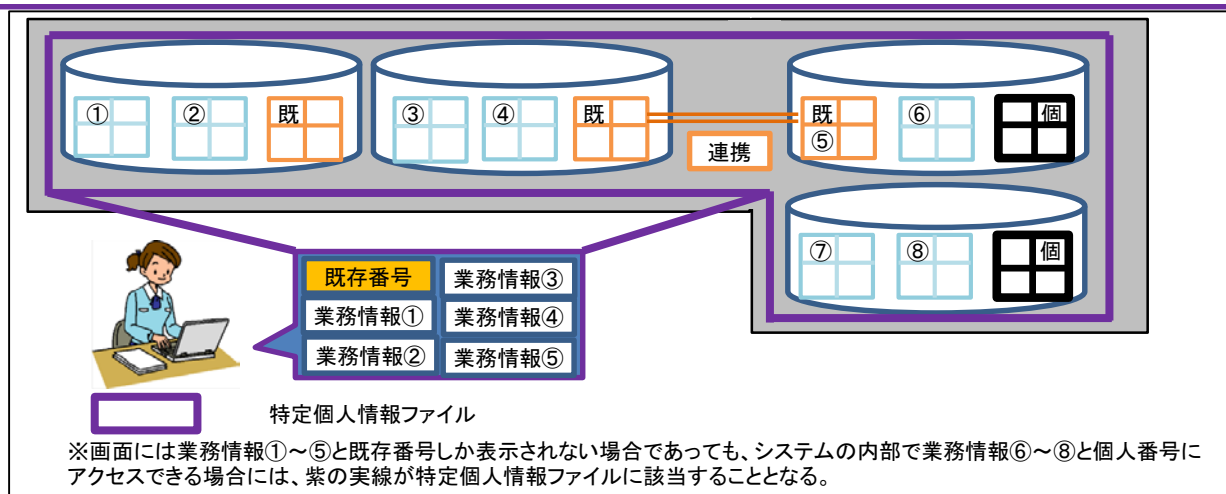 ① ② 既 ③ ④ 既 既 ⑥ 個
⑤
連携
⑦ ⑧ 個
既存番号 業務情報③
業務情報① 業務情報④
業務情報② 業務情報⑤
特定個人情報ファイル
※画面には業務情報①～⑤と既存番号しか表示されない場合であっても、システムの内部で業務情報⑥～⑧と個人番号に
アクセスできる場合には、紫の実線が特定個人情報ファイルに該当することとなる。